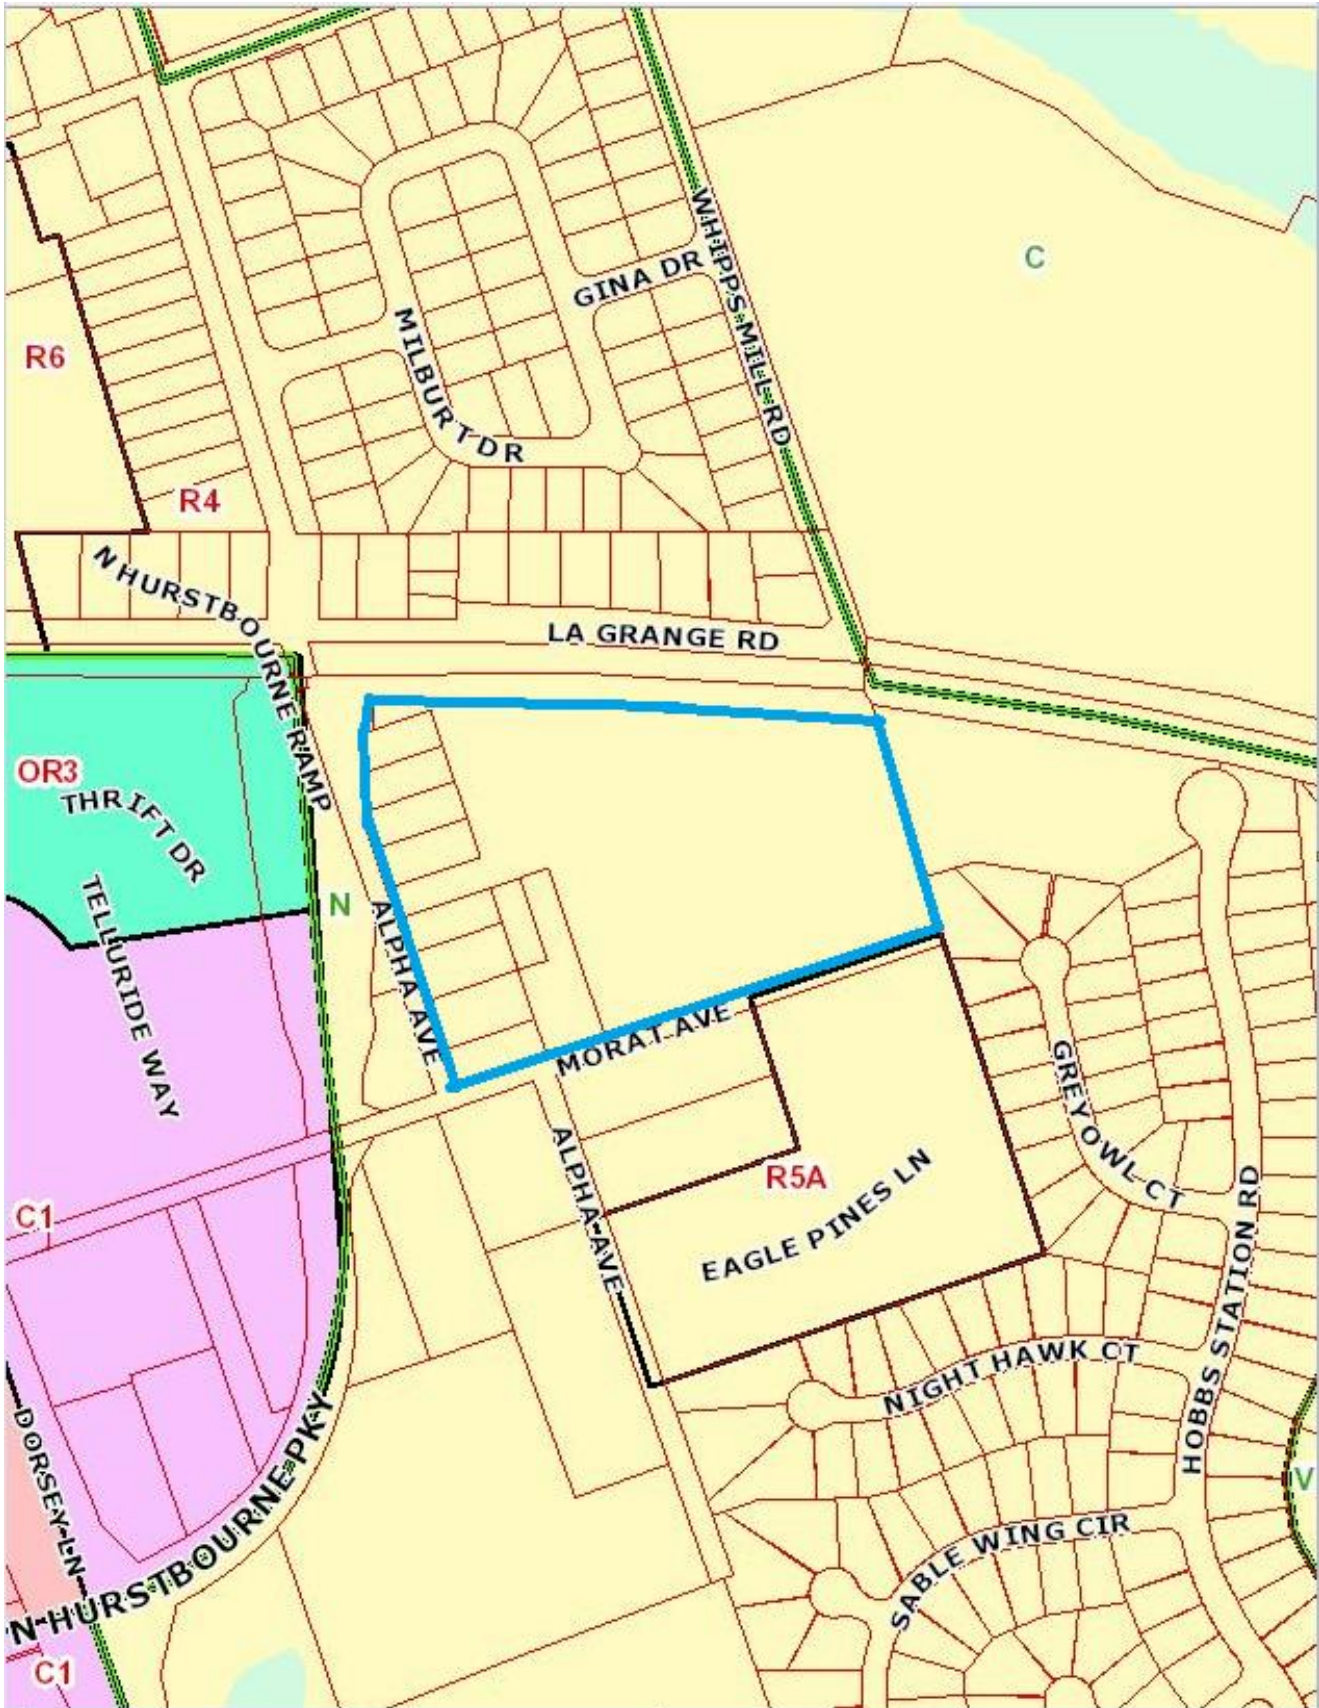 WHIPPS MILL RD
C
GINA DR
MILBURT DR
R6
R4
N HURSTBOURNE RAMP
LA GRANGE RD
OR3
THRIFT DR
TELLURIDE WAY
N
ALPHA AVE
MORAT AVE
GREY OWL CT
ALPHA AVE
R5A
EAGLE PINES LN
C1
HOBBS STATION RD
NIGHT HAWK CT
DORSEY LN
V
SABLE WING CIR
N HURSTBOURNE PKY
C1